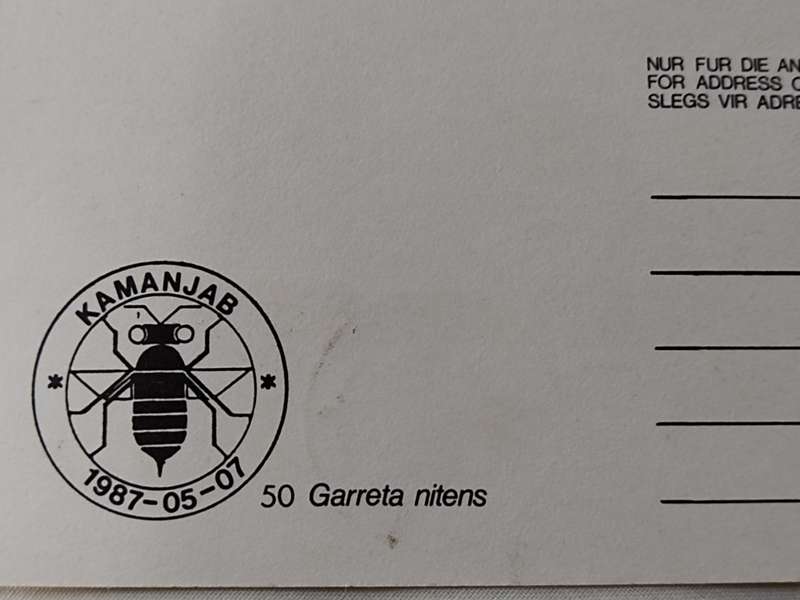 NUR FUR DIE AN
FOR ADDRESS O
SLEGS VIR ADRE
KAMANJAB
* *
1987-05-07
50 Garreta nitens